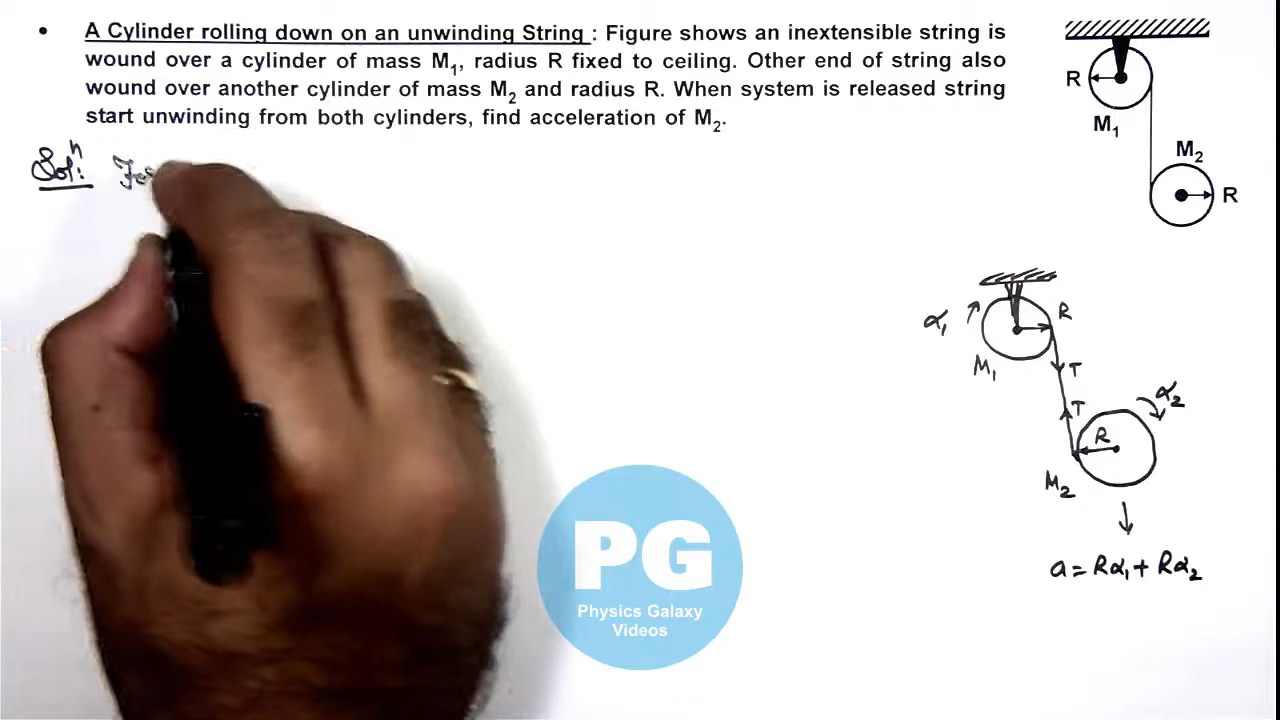 • A Cylinder rolling down on an unwinding String : Figure shows an inextensible string is
wound over a cylinder of mass M₁, radius R fixed to ceiling. Other end of string also
wound over another cylinder of mass M₂ and radius R. When system is released string
start unwinding from both cylinders, find acceleration of M₂.
R
M₁
M₂
R
Solⁿ:
R
α₁
M₁
T
T
α₂
R
M₂
a = Rα₁ + Rα₂
PG
Physics Galaxy
Videos